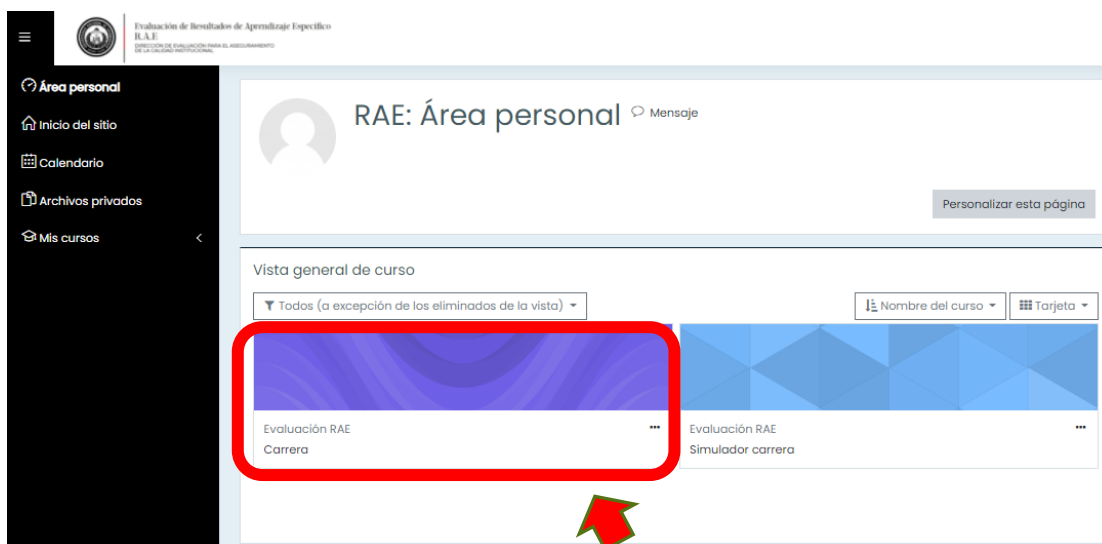 Evaluación de Resultados de Aprendizaje Específico
R.A.E
DIRECCIÓN DE EVALUACIÓN PARA EL ASEGURAMIENTO
DE LA CALIDAD INSTITUCIONAL
Área personal
Inicio del sitio
Calendario
Archivos privados
Mis cursos
RAE: Área personal Mensaje
Personalizar esta página
Vista general de curso
Todos (a excepción de los eliminados de la vista) Nombre del curso Tarjeta
Evaluación RAE
Carrera
Evaluación RAE
Simulador carrera